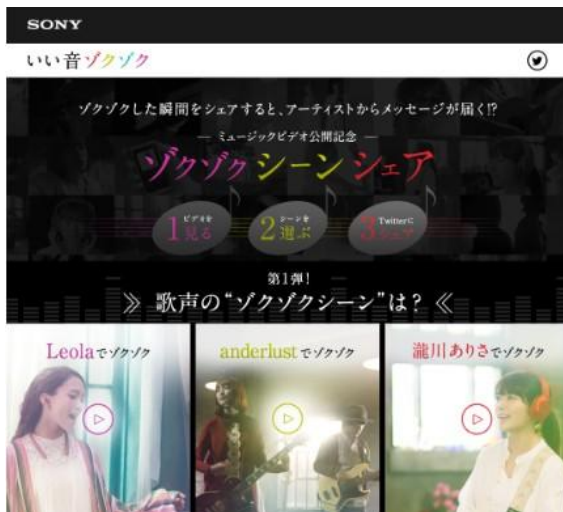 SONY
いい音ゾクゾク
ゾクゾクした瞬間をシェアすると、アーティストからメッセージが届く!?
― ミュージックビデオ公開記念 ―
ゾクゾク シーン シェア
1 ビデオを見る
2 シーンを選ぶ
3 Twitterにシェア
第1弾!
≫ 歌声の“ゾクゾクシーン”は? ≪
Leolaでゾクゾク
anderlustでゾクゾク
瀧川ありさでゾクゾク